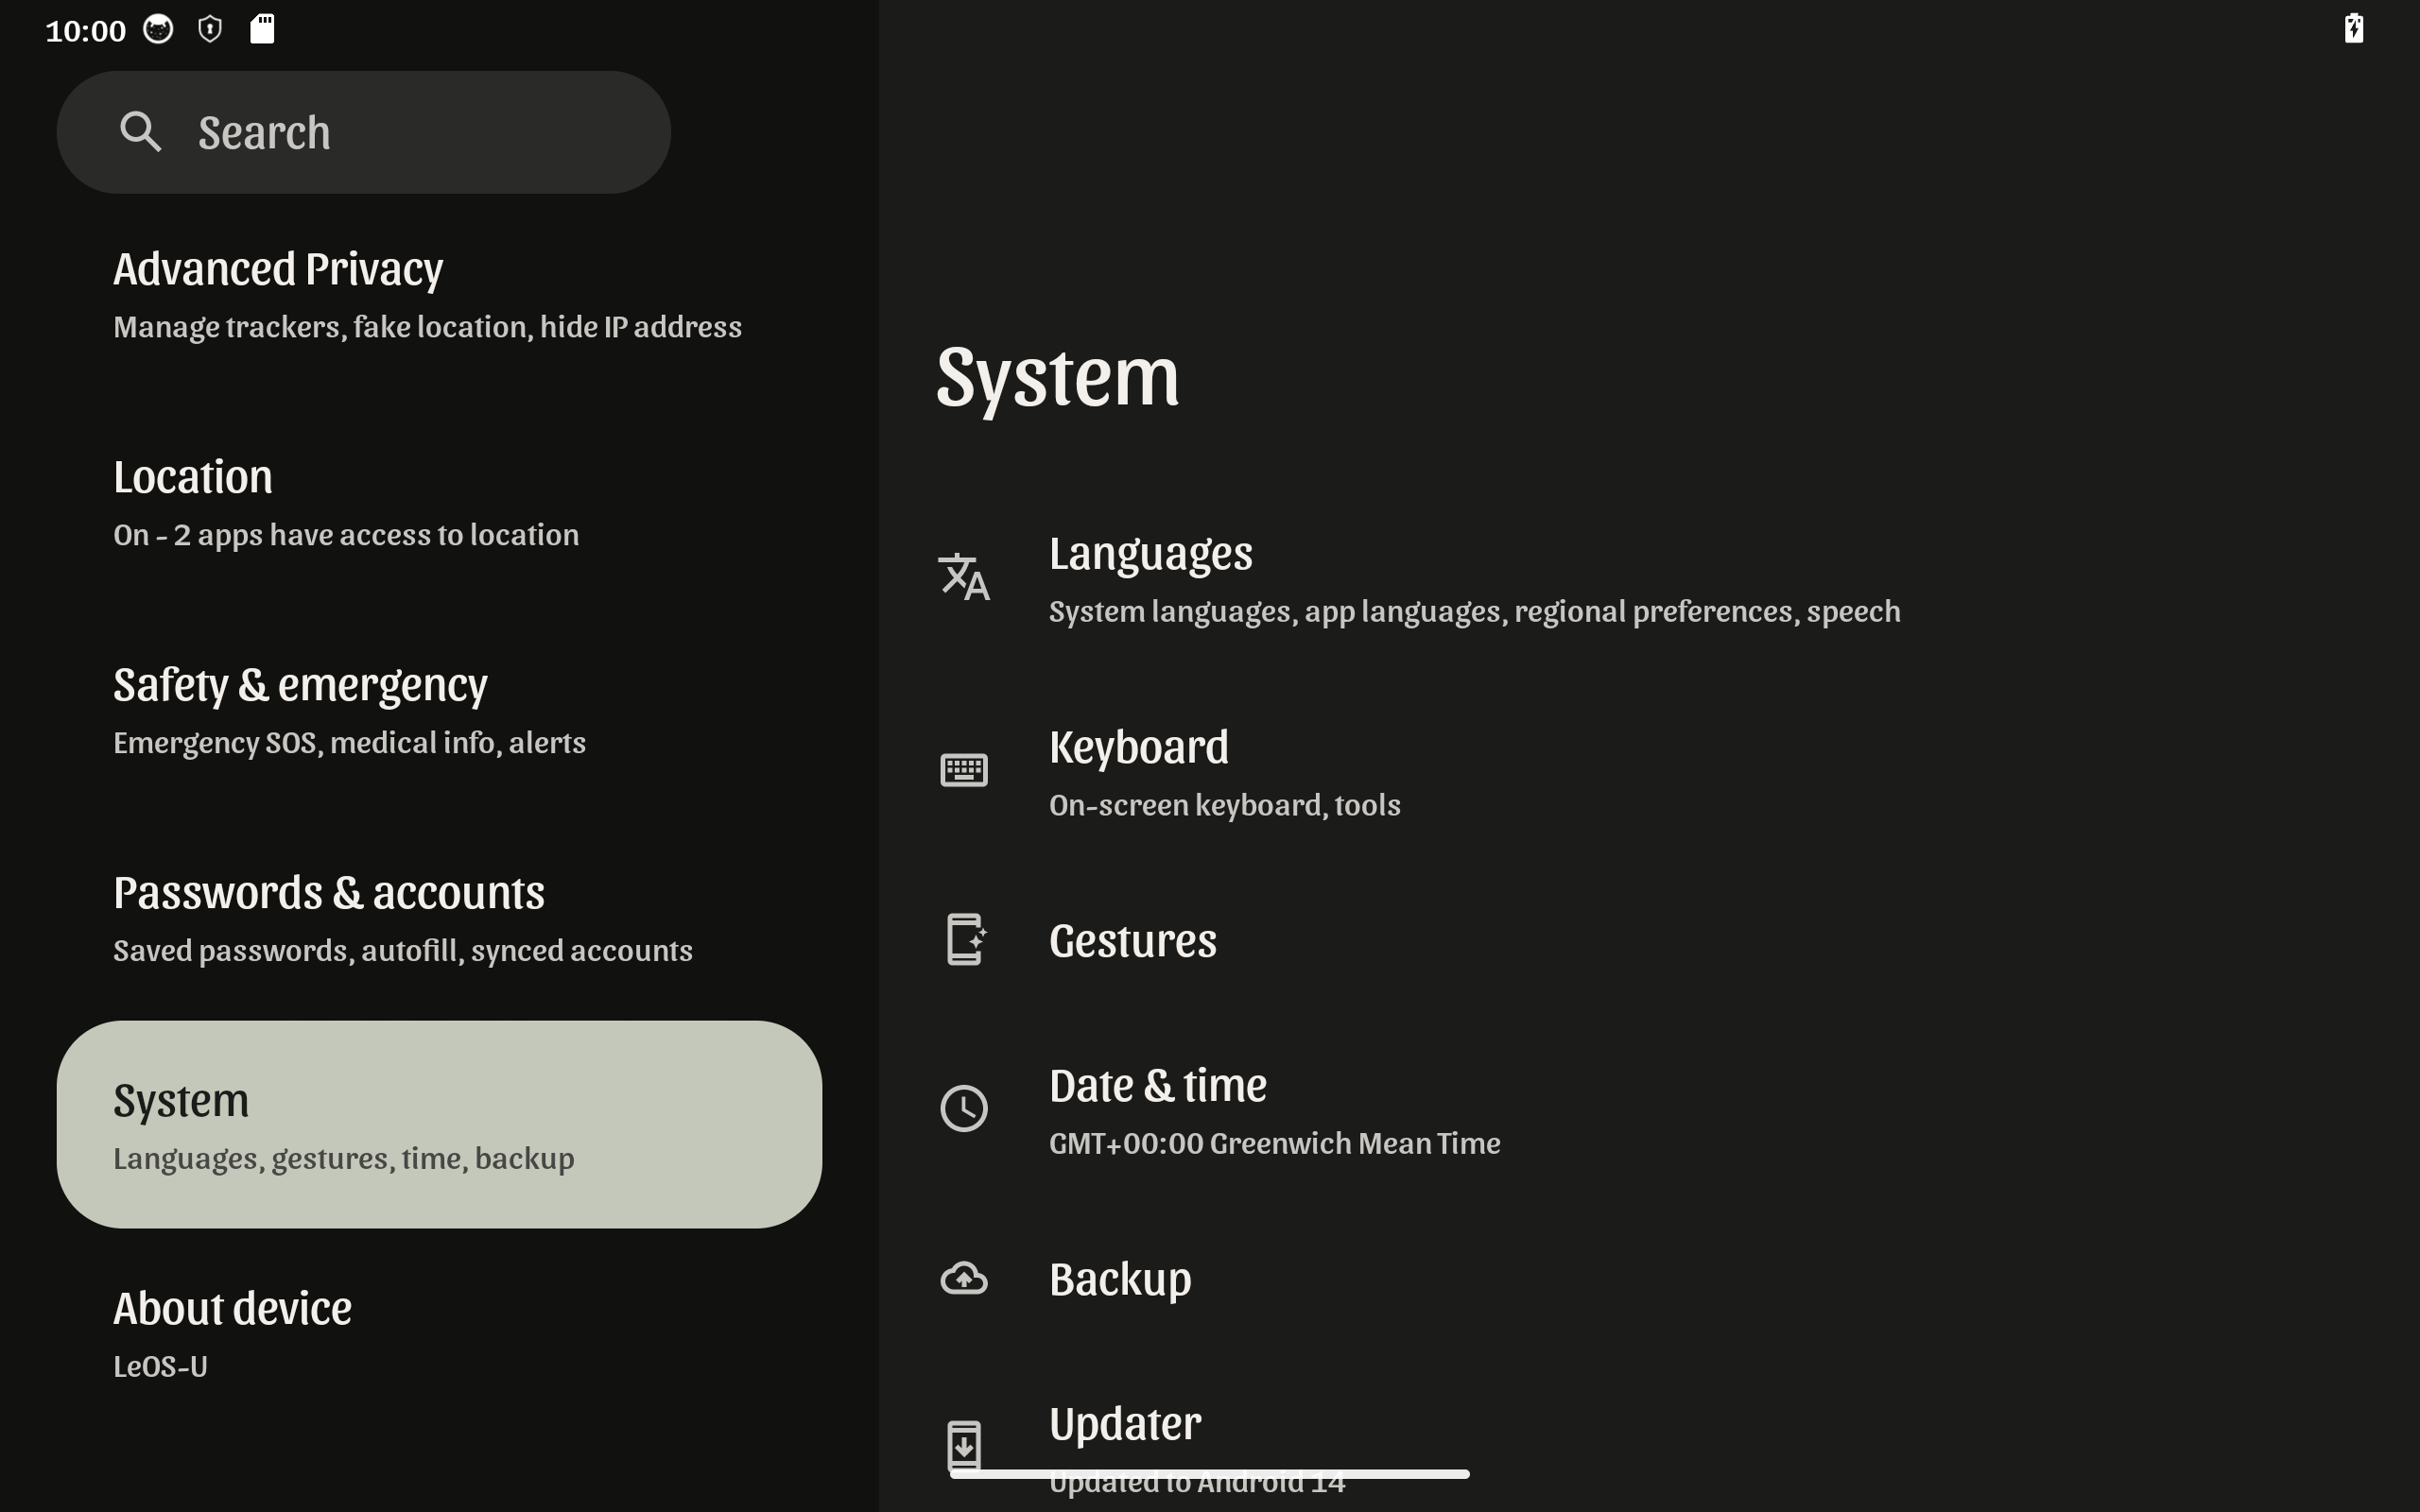 10:00
Search
Advanced Privacy
Manage trackers, fake location, hide IP address
Location
On - 2 apps have access to location
Safety & emergency
Emergency SOS, medical info, alerts
Passwords & accounts
Saved passwords, autofill, synced accounts
System
Languages, gestures, time, backup
About device
LeOS-U
System
Languages
System languages, app languages, regional preferences, speech
Keyboard
On-screen keyboard, tools
Gestures
Date & time
GMT+00:00 Greenwich Mean Time
Backup
Updater
Updated to Android 14